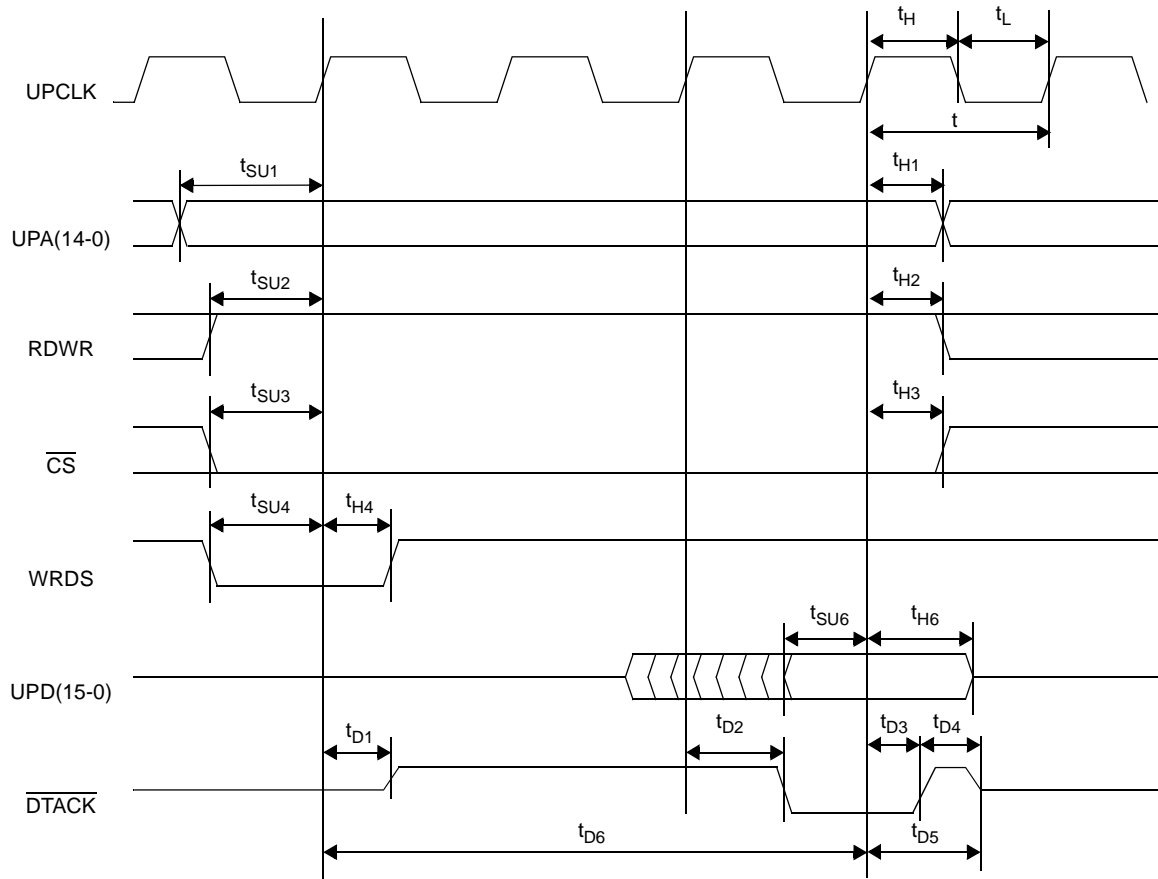 tH tL
UPCLK
t
tSU1 tH1
UPA(14-0)
tSU2 tH2
RDWR
tSU3 tH3
CS
tSU4 tH4
WRDS
tSU6 tH6
UPD(15-0)
tD1 tD2 tD3 tD4
DTACK
tD6 tD5